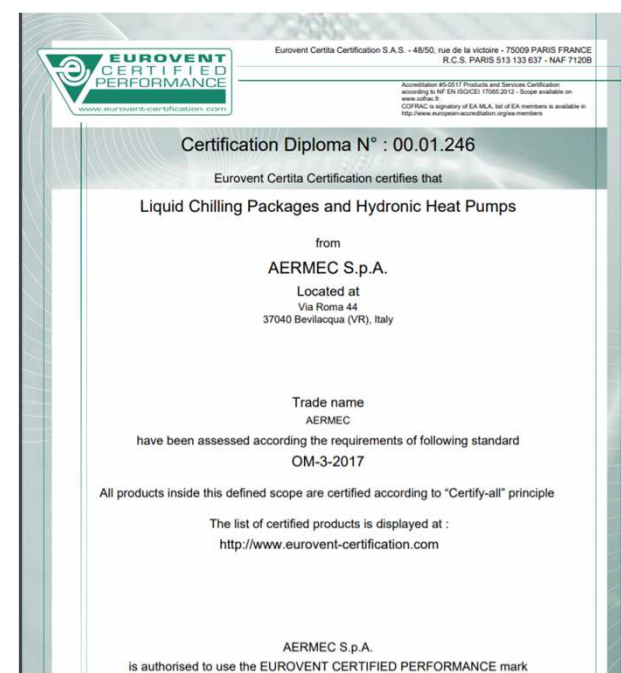 EUROVENT
CERTIFIED
PERFORMANCE
www.eurovent-certification.com
Eurovent Certita Certification S.A.S. - 48/50, rue de la victoire - 75009 PARIS FRANCE
R.C.S. PARIS 513 133 637 - NAF 7120B
Accreditation #5-0517 Products and Services Certification
according to NF EN ISO/CEI 17065:2012 - Scope available on
www.cofrac.fr.
COFRAC is signatory of EA MLA, list of EA members is available in
http://www.european-accreditation.org/ea-members
Certification Diploma N° : 00.01.246
Eurovent Certita Certification certifies that
Liquid Chilling Packages and Hydronic Heat Pumps
from
AERMEC S.p.A.
Located at
Via Roma 44
37040 Bevilacqua (VR), Italy
Trade name
AERMEC
have been assessed according the requirements of following standard
OM-3-2017
All products inside this defined scope are certified according to “Certify-all” principle
The list of certified products is displayed at :
http://www.eurovent-certification.com
AERMEC S.p.A.
is authorised to use the EUROVENT CERTIFIED PERFORMANCE mark